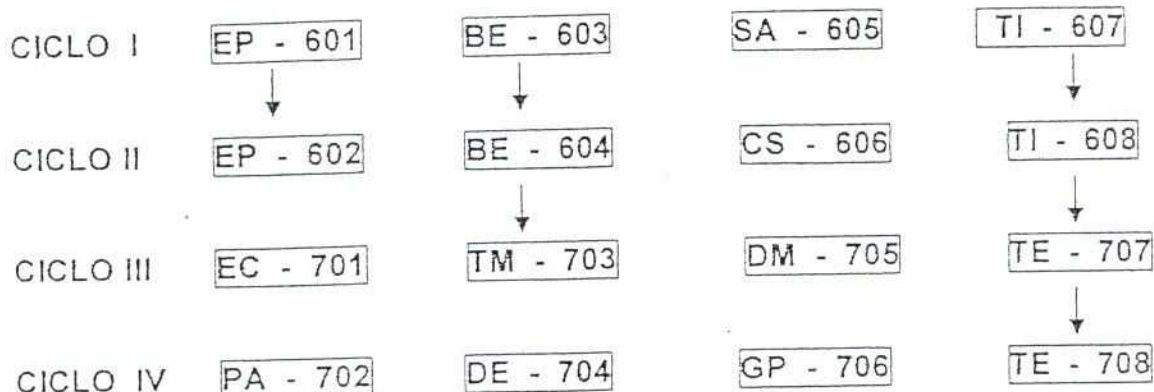 CICLO I EP - 601 BE - 603 SA - 605 TI - 607
CICLO II EP - 602 BE - 604 CS - 606 TI - 608
CICLO III EC - 701 TM - 703 DM - 705 TE - 707
CICLO IV PA - 702 DE - 704 GP - 706 TE - 708